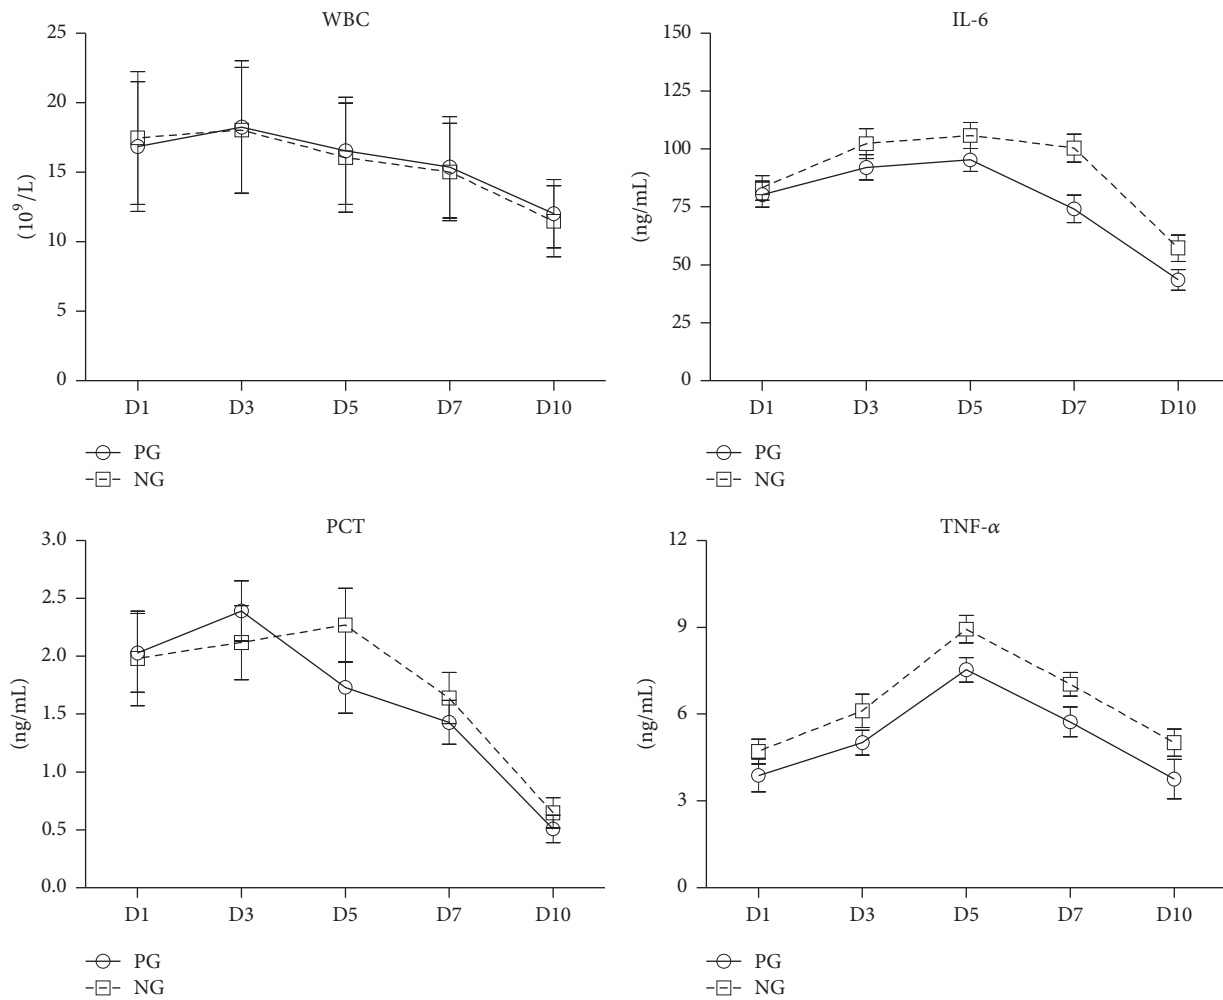 WBC
25
20
15
10
5
0
(10⁹/L)
D1 D3 D5 D7 D10
PG
NG
IL-6
150
125
100
75
50
25
0
(ng/mL)
D1 D3 D5 D7 D10
PG
NG
PCT
3.0
2.5
2.0
1.5
1.0
0.5
0.0
(ng/mL)
D1 D3 D5 D7 D10
PG
NG
TNF-α
12
9
6
3
0
(ng/mL)
D1 D3 D5 D7 D10
PG
NG